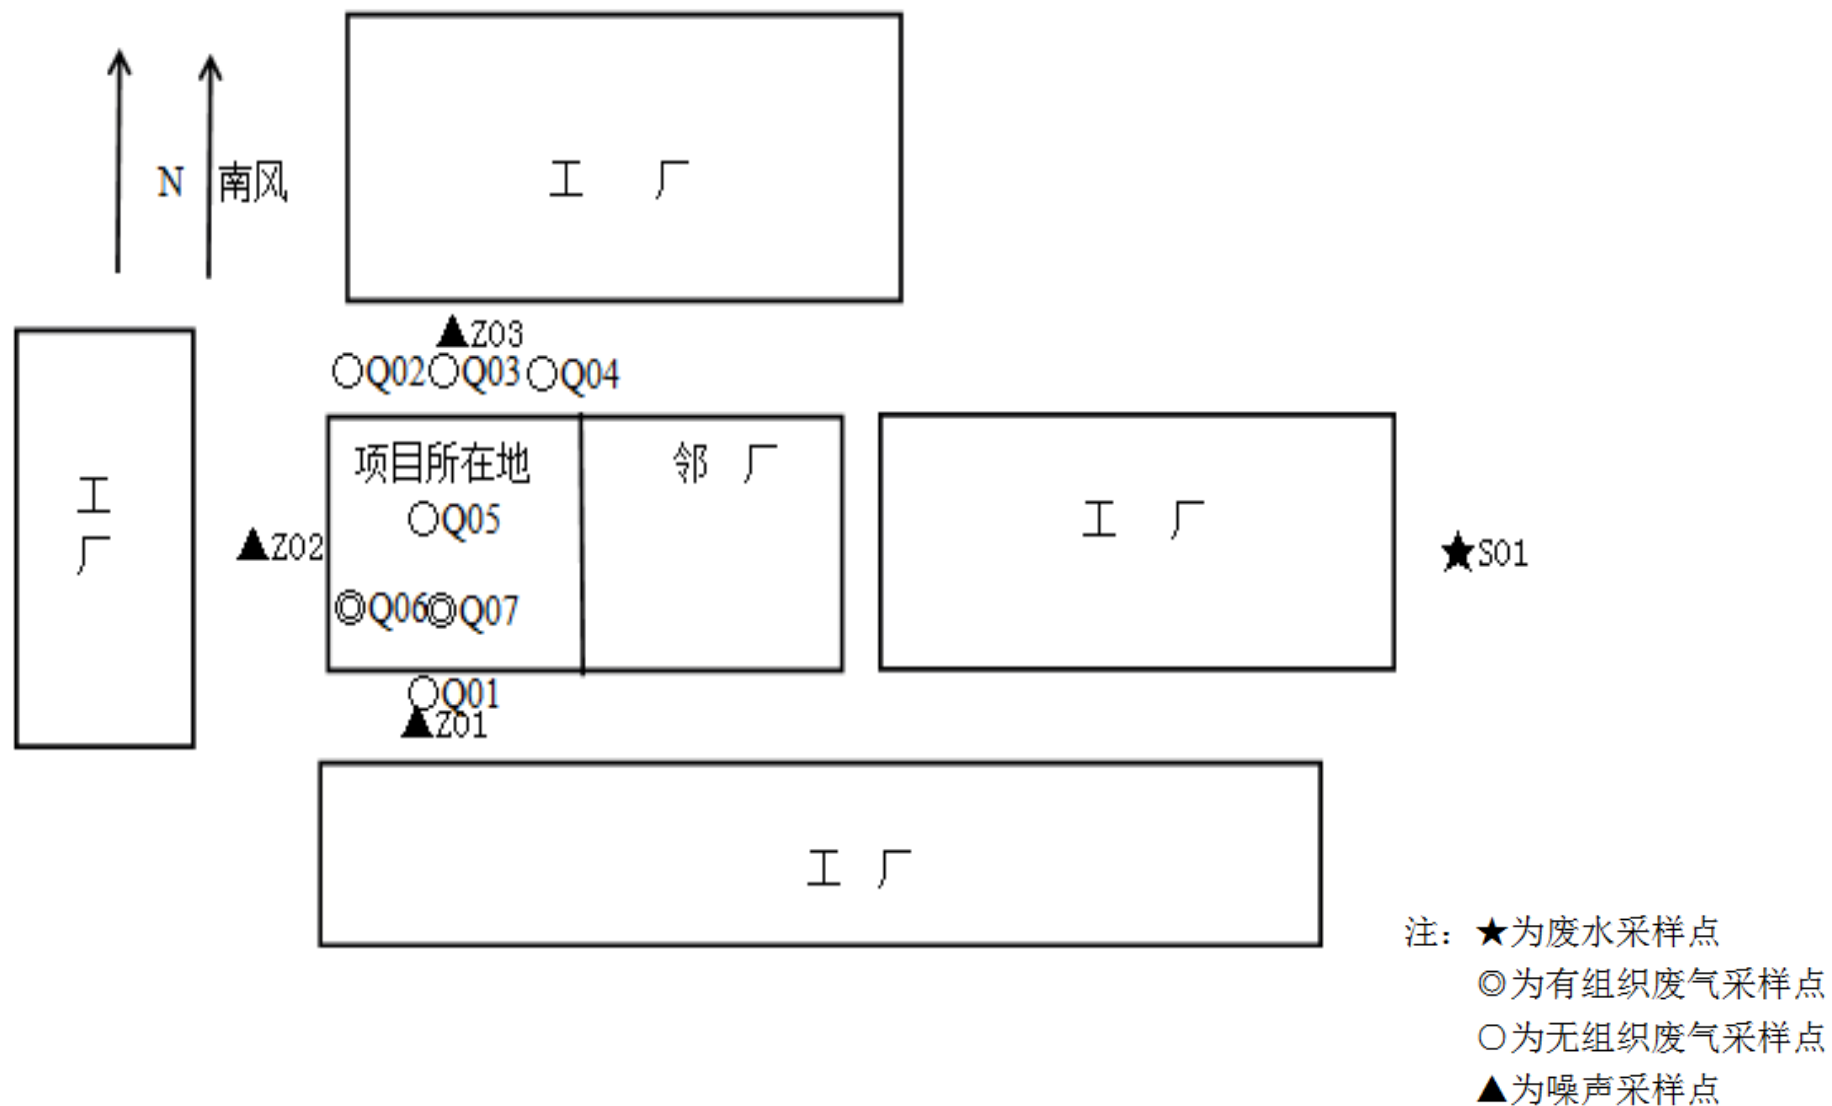 N 南风
工 厂
▲Z03
○Q02○Q03○Q04
项目所在地
邻 厂
工
厂
○Q05
工 厂
▲Z02
★S01
◎Q06◎Q07
○Q01
▲Z01
工 厂
注：★为废水采样点
◎为有组织废气采样点
○为无组织废气采样点
▲为噪声采样点